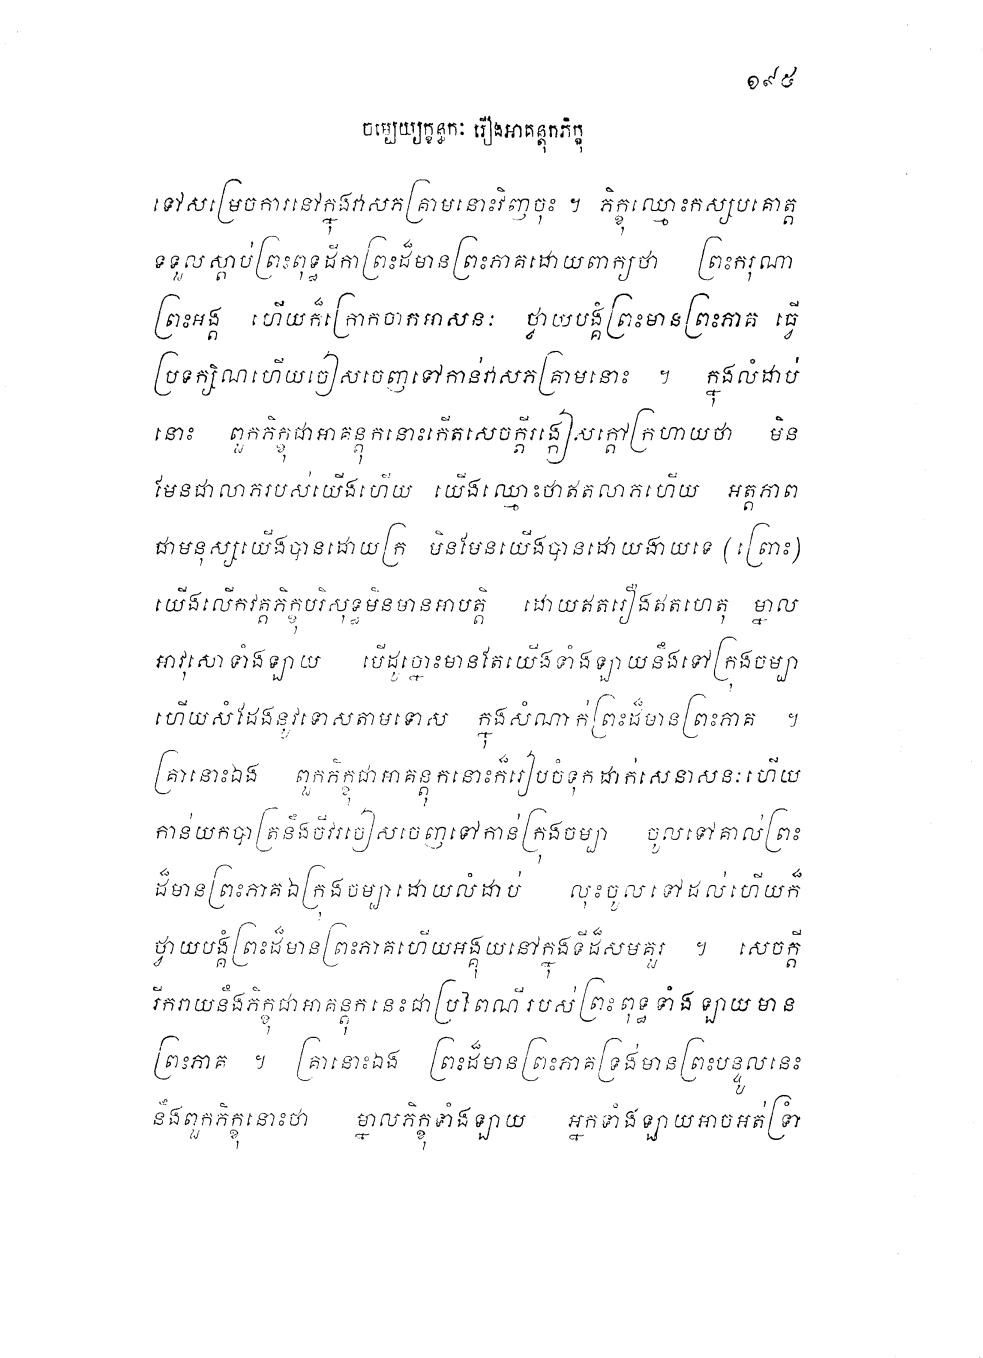 ១៩៥
ចម្បេយ្យក្ខន្ធកៈ រឿងអាគន្តុកភិក្ខុ
ទៅសម្រេចការនៅក្នុងវាសភគ្រាមនោះវិញចុះ ។ ភិក្ខុឈ្មោះកស្សបគោត្ត
ទទួលស្តាប់ព្រះពុទ្ធដីកាព្រះដ៏មានព្រះភាគដោយពាក្យថា ព្រះករុណា
ព្រះអង្គ ហើយក៏ក្រោកចាកអាសនៈ ថ្វាយបង្គំព្រះមានព្រះភាគ ធ្វើ
ប្រទក្សិណហើយចៀសចេញទៅកាន់វាសភគ្រាមនោះ ។ ក្នុងលំដាប់
នោះ ពួកភិក្ខុជាអាគន្តុកនោះកើតសេចក្តីរង្កៀសក្តៅក្រហាយថា មិន
មែនជាលាភរបស់យើងហើយ យើងឈ្មោះថាឥតលាភហើយ អត្តភាព
ជាមនុស្សយើងបានដោយក្រ មិនមែនយើងបានដោយងាយទេ (ព្រោះ)
យើងលើកវត្តភិក្ខុបរិសុទ្ធមិនមានអាបត្តិ ដោយឥតរឿងឥតហេតុ ម្នាល
អាវុសោទាំងឡាយ បើដូច្នោះមានតែយើងទាំងឡាយនឹងទៅក្រុងចម្បា
ហើយសំដែងនូវទោសតាមទោស ក្នុងសំណាក់ព្រះដ៏មានព្រះភាគ ។
គ្រានោះឯង ពួកភិក្ខុជាអាគន្តុកនោះក៏រៀបចំទុកដាក់សេនាសនៈហើយ
កាន់យកបាត្រនឹងចីវរចៀសចេញទៅកាន់ក្រុងចម្បា ចូលទៅគាល់ព្រះ
ដ៏មានព្រះភាគឯក្រុងចម្បាដោយលំដាប់ លុះចូលទៅដល់ហើយក៏
ថ្វាយបង្គំព្រះដ៏មានព្រះភាគហើយអង្គុយនៅក្នុងទីដ៏សមគួរ ។ សេចក្តី
រីករាយនឹងភិក្ខុជាអាគន្តុកនេះជាប្រពៃណីរបស់ព្រះពុទ្ធទាំងឡាយមាន
ព្រះភាគ ។ គ្រានោះឯង ព្រះដ៏មានព្រះភាគទ្រង់មានព្រះបន្ទូលនេះ
នឹងពួកភិក្ខុនោះថា ម្នាលភិក្ខុទាំងឡាយ អ្នកទាំងឡាយអាចអត់ទ្រាំ